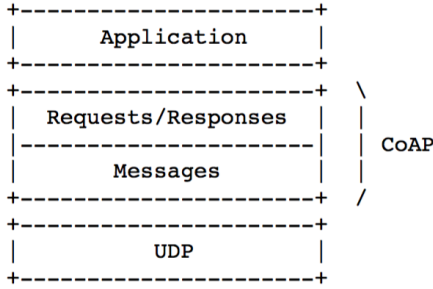 Application
Requests/Responses
CoAP
Messages
UDP